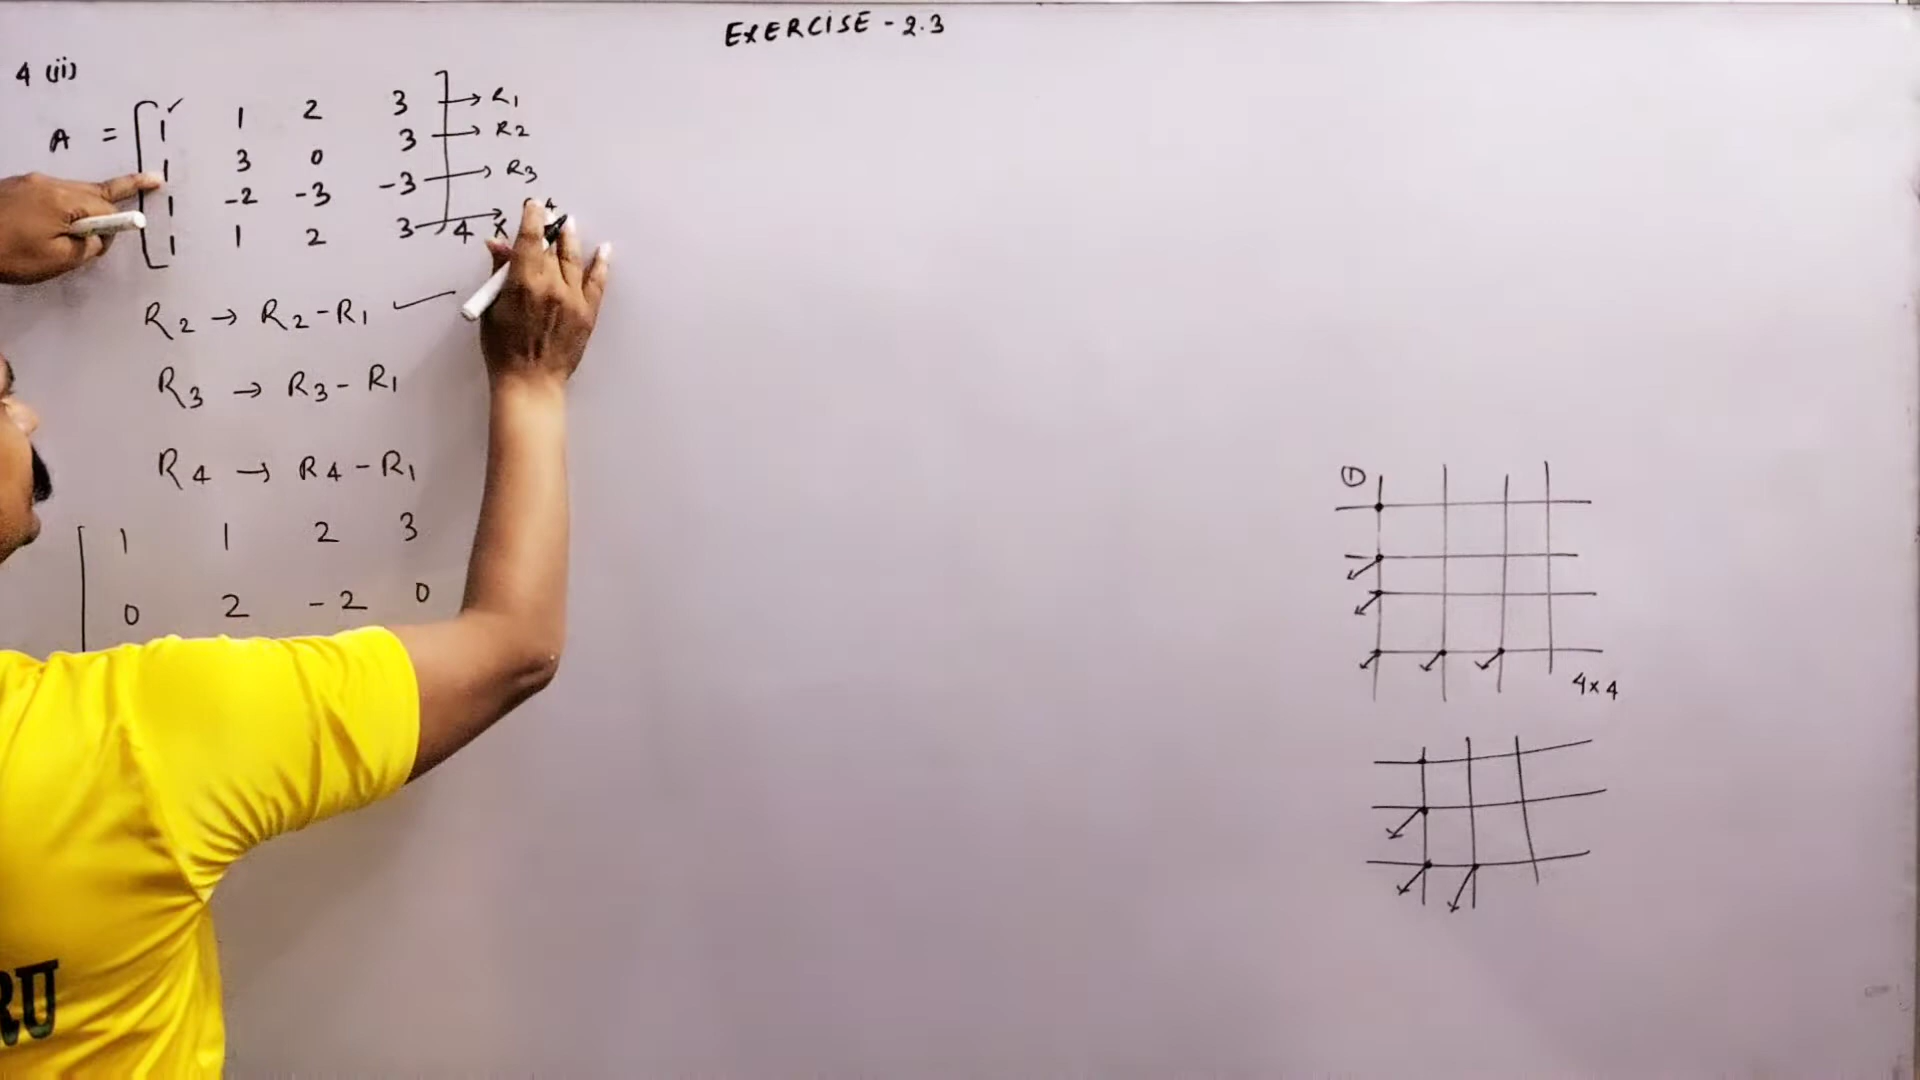 EXERCISE - 2.3
4 (ii)
A = [ 1 ✓ 1 2 3 ] → R1
1 3 0 3 → R2
1 -2 -3 -3 → R3
1 1 2 3 → 4
4 ×
R2 → R2 - R1 ✓
R3 → R3 - R1
R4 → R4 - R1
1 1 2 3
0 2 -2 0
①
4 × 4
RU